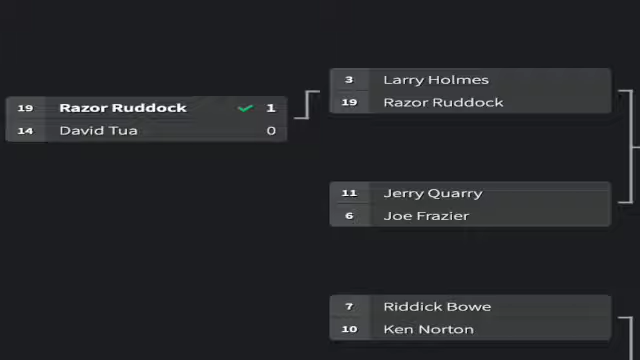 19 Razor Ruddock 1
14 David Tua 0
3 Larry Holmes
19 Razor Ruddock
11 Jerry Quarry
6 Joe Frazier
7 Riddick Bowe
10 Ken Norton